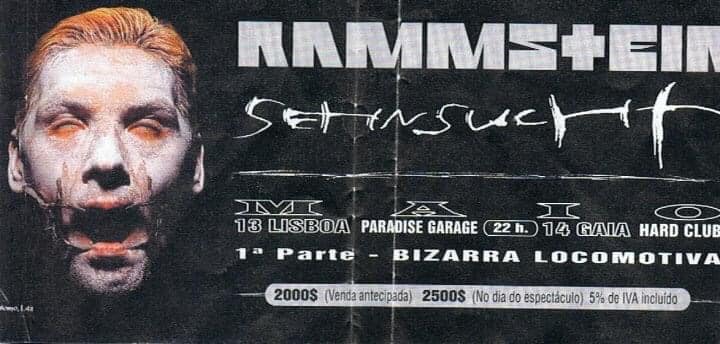 RAMMSTEIN
SEHNSUCHT
MAIO
13 LISBOA PARADISE GARAGE 22 h. 14 GAIA HARD CLUB
1ª Parte - BIZARRA LOCOMOTIVA
2000$ (Venda antecipada) 2500$ (No dia do espectáculo) 5% de IVA incluído